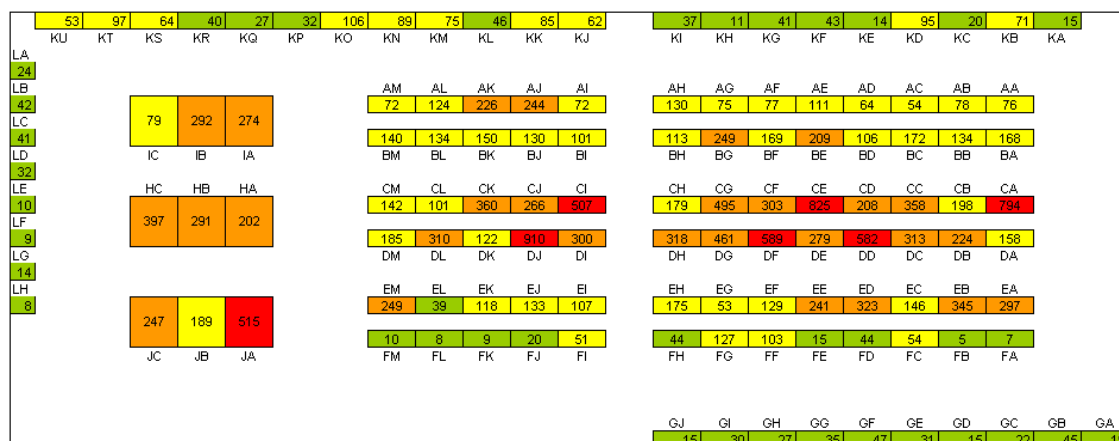 53 97 64 40 27 32 106 89 75 46 85 62 37 11 41 43 14 95 20 71 15
KU KT KS KR KQ KP KO KN KM KL KK KJ KI KH KG KF KE KD KC KB KA
LA
24
LB AM AL AK AJ AI AH AG AF AE AD AC AB AA
42 79 292 274 72 124 226 244 72 130 75 77 111 64 54 78 76
LC
41 140 134 150 130 101 113 249 169 209 106 172 134 168
LD IC IB IA BM BL BK BJ BI BH BG BF BE BD BC BB BA
32
LE HC HB HA CM CL CK CJ CI CH CG CF CE CD CC CB CA
10 397 291 202 142 101 360 266 507 179 495 303 825 208 358 198 794
LF
9 185 310 122 910 300 318 461 589 279 582 313 224 158
LG DM DL DK DJ DI DH DG DF DE DD DC DB DA
14
LH EM EL EK EJ EI EH EG EF EE ED EC EB EA
8 247 189 515 249 39 118 133 107 175 53 129 241 323 146 345 297
10 8 9 20 51 44 127 103 15 44 54 5 7
JC JB JA FM FL FK FJ FI FH FG FF FE FD FC FB FA
GJ GI GH GG GF GE GD GC GB GA
15 30 27 35 47 31 15 22 45